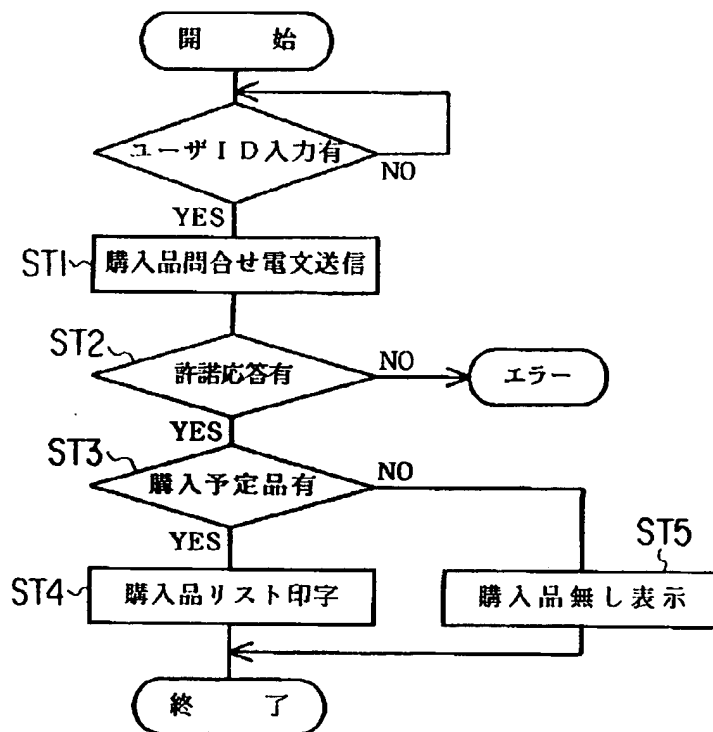 開 始
ユーザID入力有
NO
YES
ST1
購入品問合せ電文送信
ST2
許諾応答有
NO
エラー
YES
ST3
購入予定品有
NO
YES
ST5
ST4
購入品リスト印字
購入品無し表示
終 了